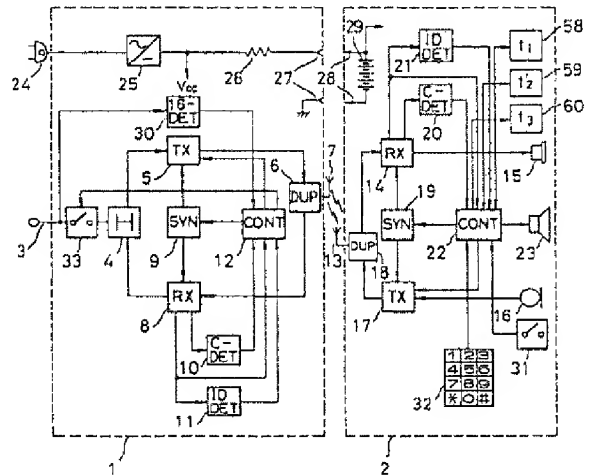 24
25
26
27
28
29
Vcc
16-
DET
30
TX
5
6
DUP
7
3
33
4
SYN
9
CONT
12
RX
8
C-
DET
10
ID
DET
11
1
ID
DET
21
C-
DET
20
RX
14
19
SYN
CONT
22
DUP
18
13
TX
17
t1
58
t'2
59
t3
60
15
23
16
31
32
1 2 3
4 5 6
7 8 9
* 0 #
2